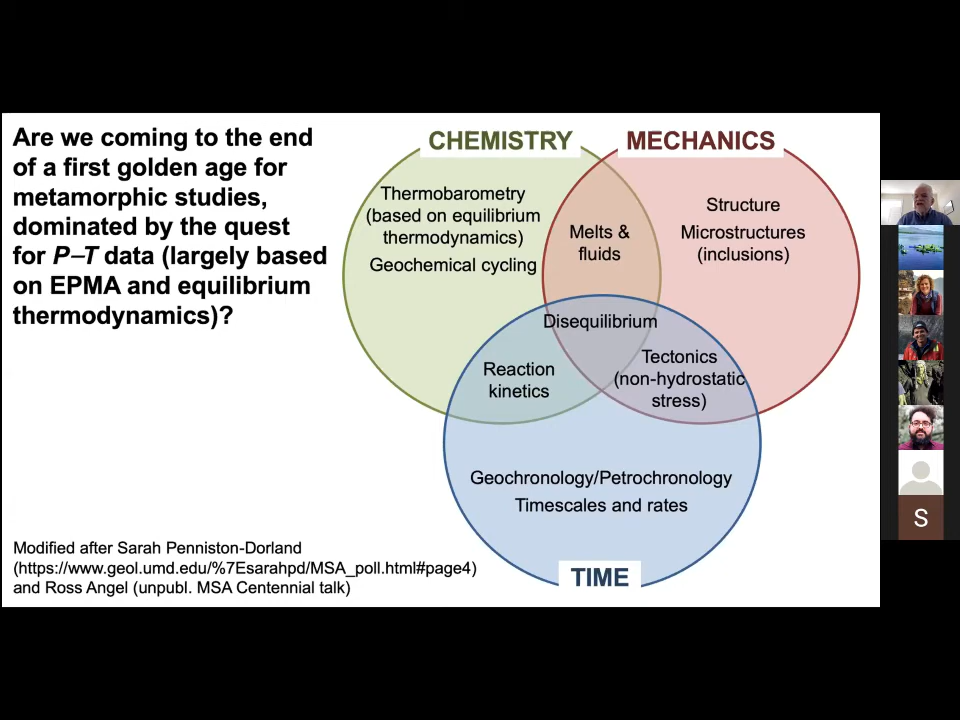 Are we coming to the end
of a first golden age for
metamorphic studies,
dominated by the quest
for P–T data (largely based
on EPMA and equilibrium
thermodynamics)?
CHEMISTRY
MECHANICS
Thermobarometry
(based on equilibrium
thermodynamics)
Geochemical cycling
Melts &
fluids
Structure
Microstructures
(inclusions)
Disequilibrium
Reaction
kinetics
Tectonics
(non-hydrostatic
stress)
Geochronology/Petrochronology
Timescales and rates
TIME
Modified after Sarah Penniston-Dorland
(https://www.geol.umd.edu/%7Esarahpd/MSA_poll.html#page4)
and Ross Angel (unpubl. MSA Centennial talk)
S